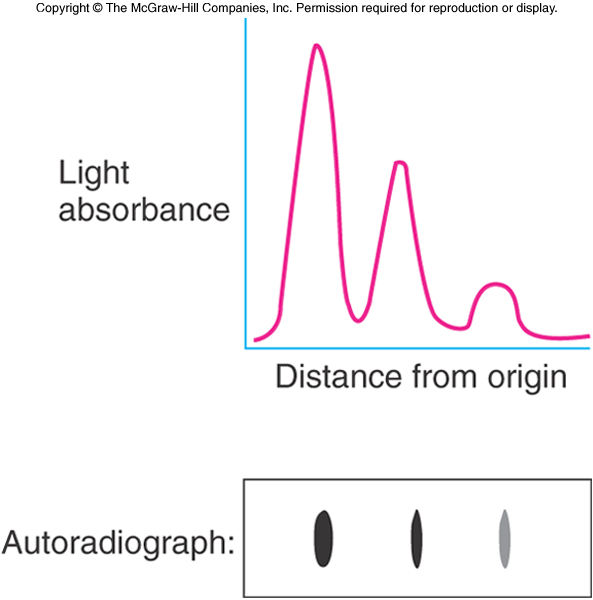 Copyright © The McGraw-Hill Companies, Inc. Permission required for reproduction or display.
Light
absorbance
Distance from origin
Autoradiograph: